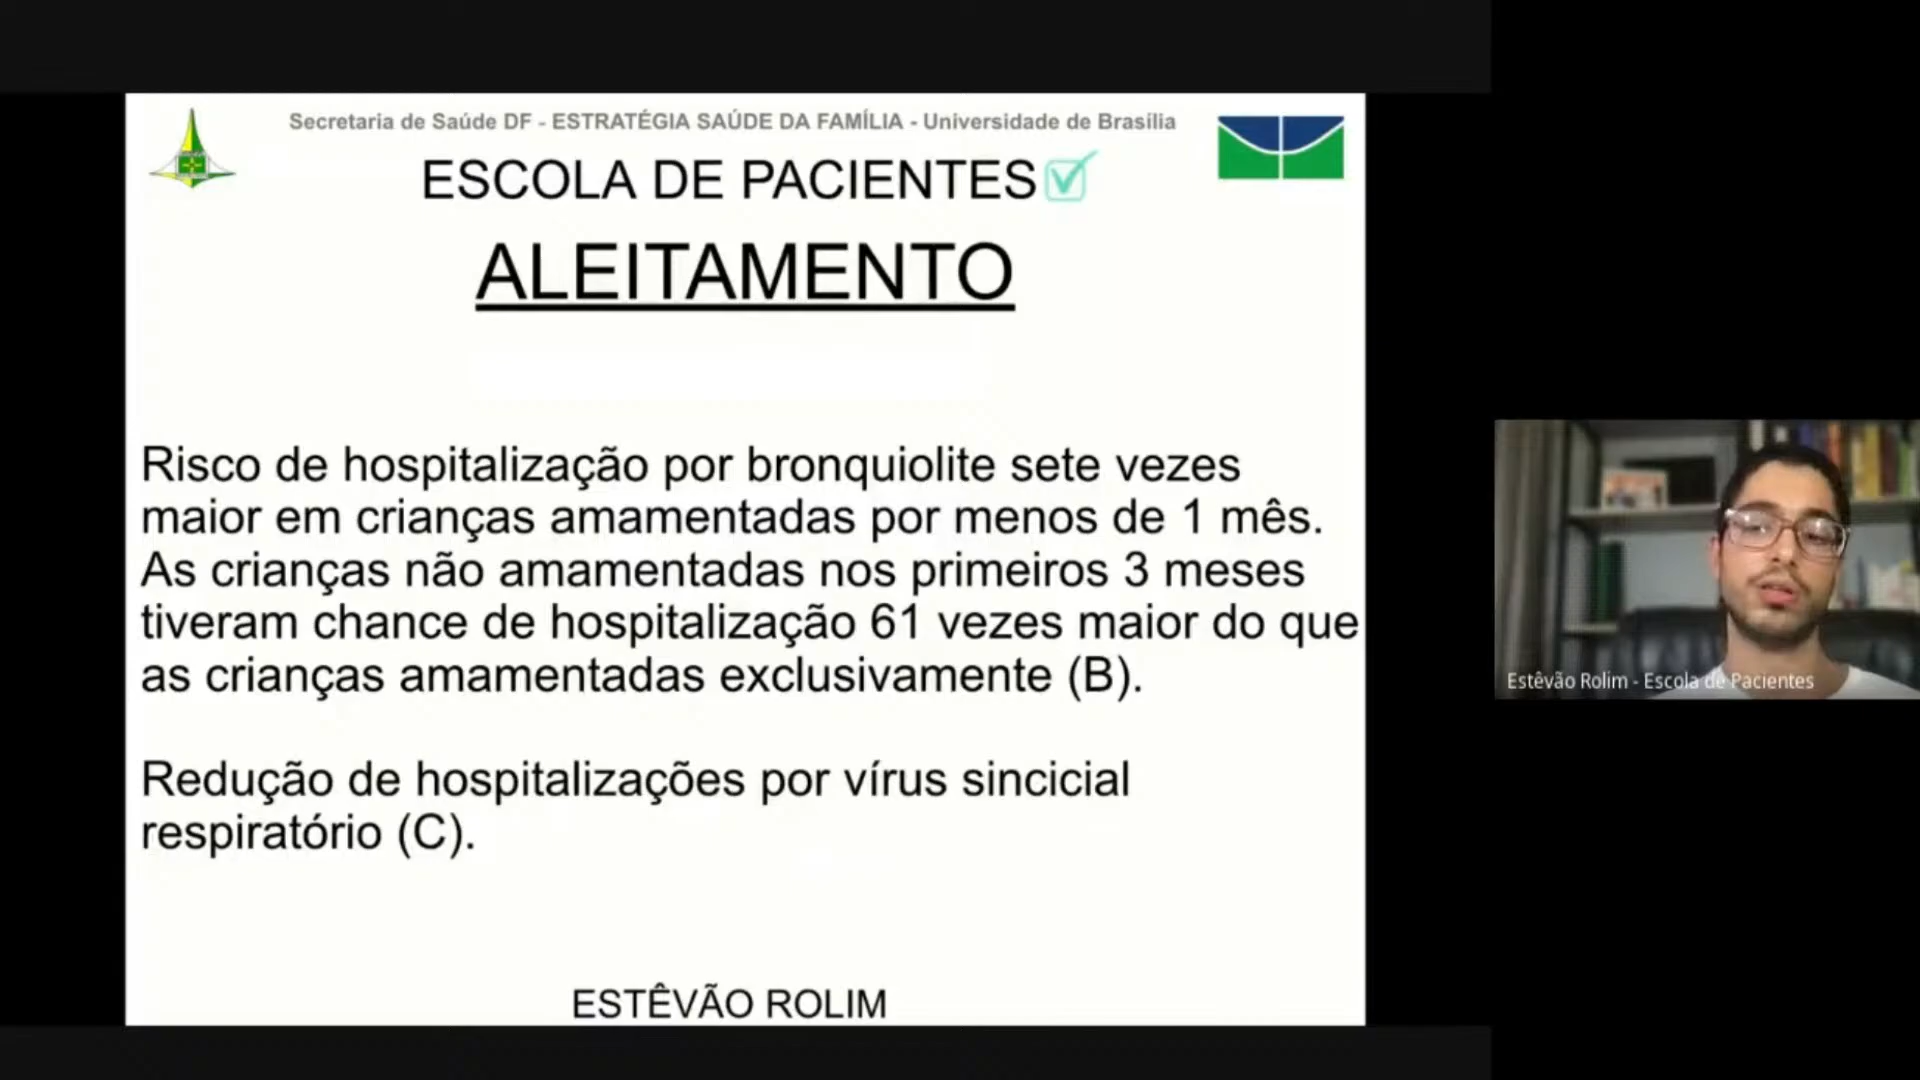 Secretaria de Saúde DF - ESTRATÉGIA SAÚDE DA FAMÍLIA - Universidade de Brasília
ESCOLA DE PACIENTES
ALEITAMENTO
Risco de hospitalização por bronquiolite sete vezes
maior em crianças amamentadas por menos de 1 mês.
As crianças não amamentadas nos primeiros 3 meses
tiveram chance de hospitalização 61 vezes maior do que
as crianças amamentadas exclusivamente (B).
Redução de hospitalizações por vírus sincicial
respiratório (C).
ESTÊVÃO ROLIM
Estêvão Rolim - Escola de Pacientes